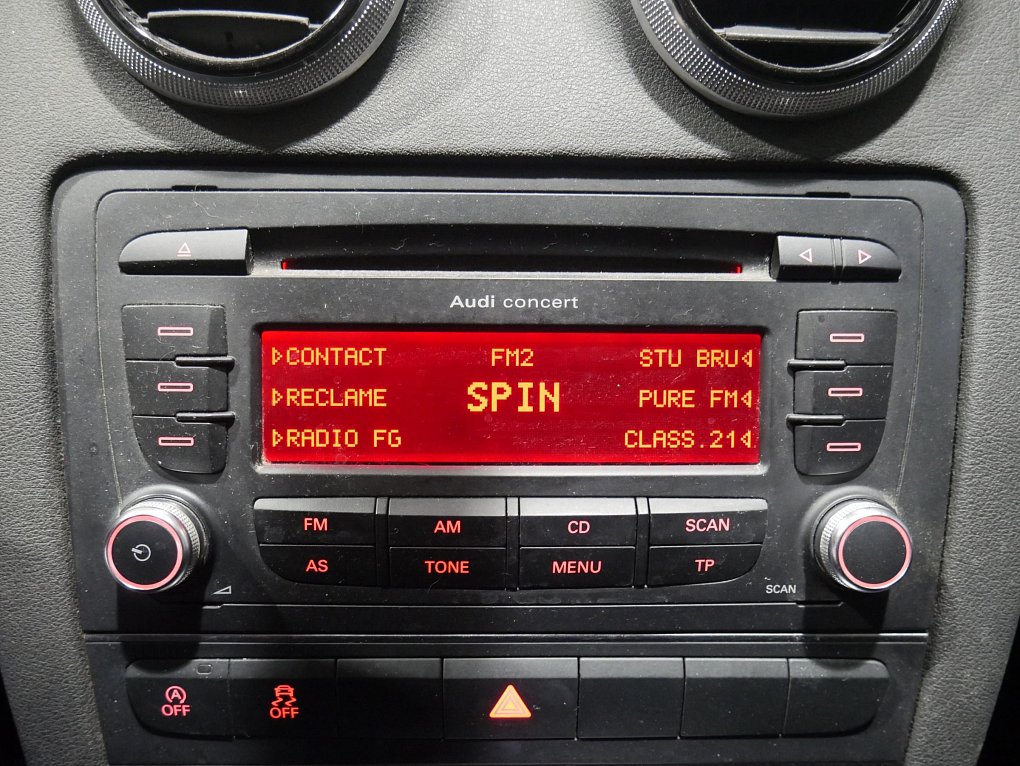 Audi concert
CONTACT FM2 STU BRU
RECLAME SPIN PURE FM
RADIO FG CLASS.21
FM AM CD SCAN
AS TONE MENU TP
SCAN
A OFF OFF